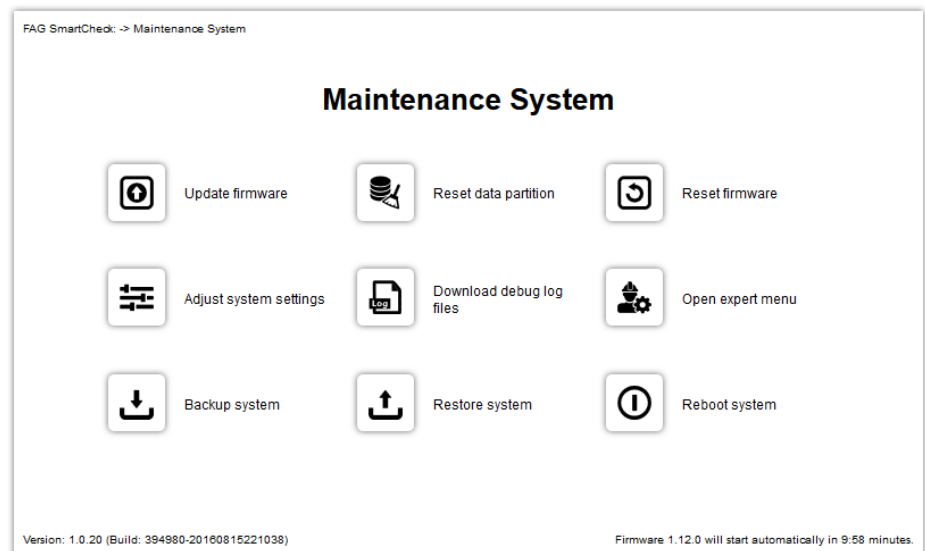 FAG SmartCheck: -> Maintenance System
Maintenance System
Update firmware
Reset data partition
Reset firmware
Adjust system settings
Log
Download debug log
files
Open expert menu
Backup system
Restore system
Reboot system
Version: 1.0.20 (Build: 394980-20160815221038)
Firmware 1.12.0 will start automatically in 9:58 minutes.